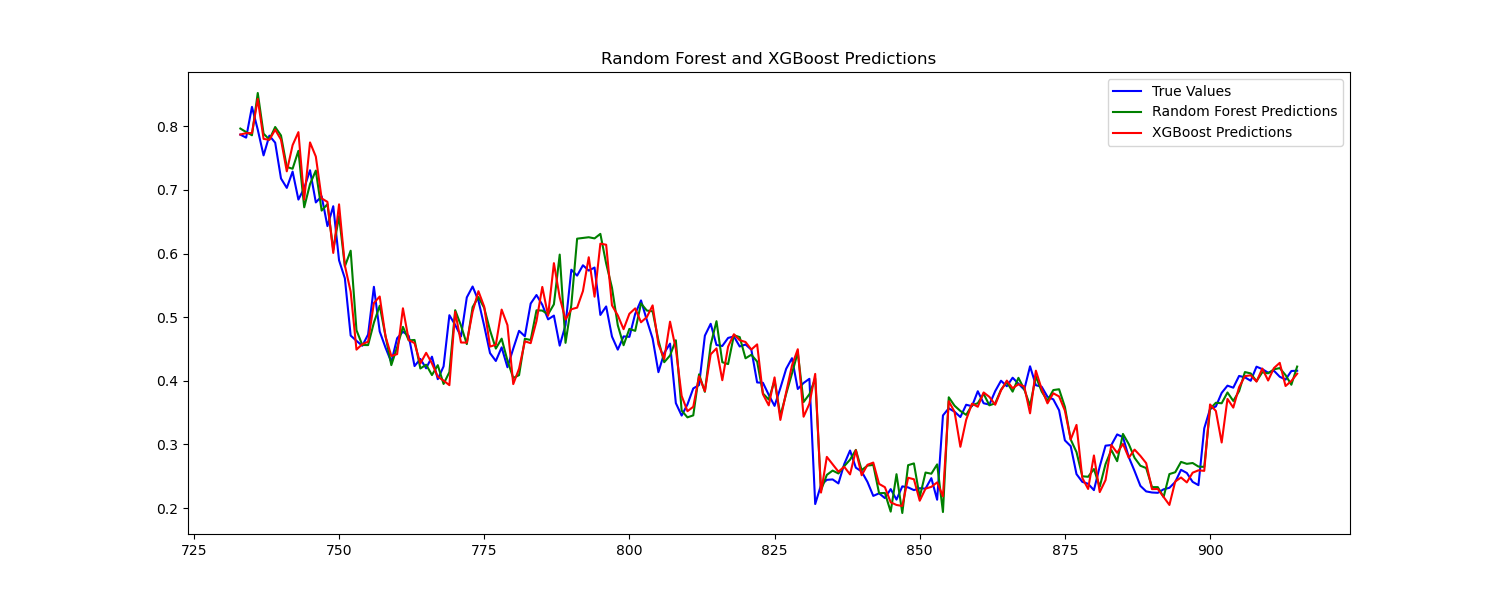 Random Forest and XGBoost Predictions
True Values
Random Forest Predictions
XGBoost Predictions
0.8
0.7
0.6
0.5
0.4
0.3
0.2
725 750 775 800 825 850 875 900